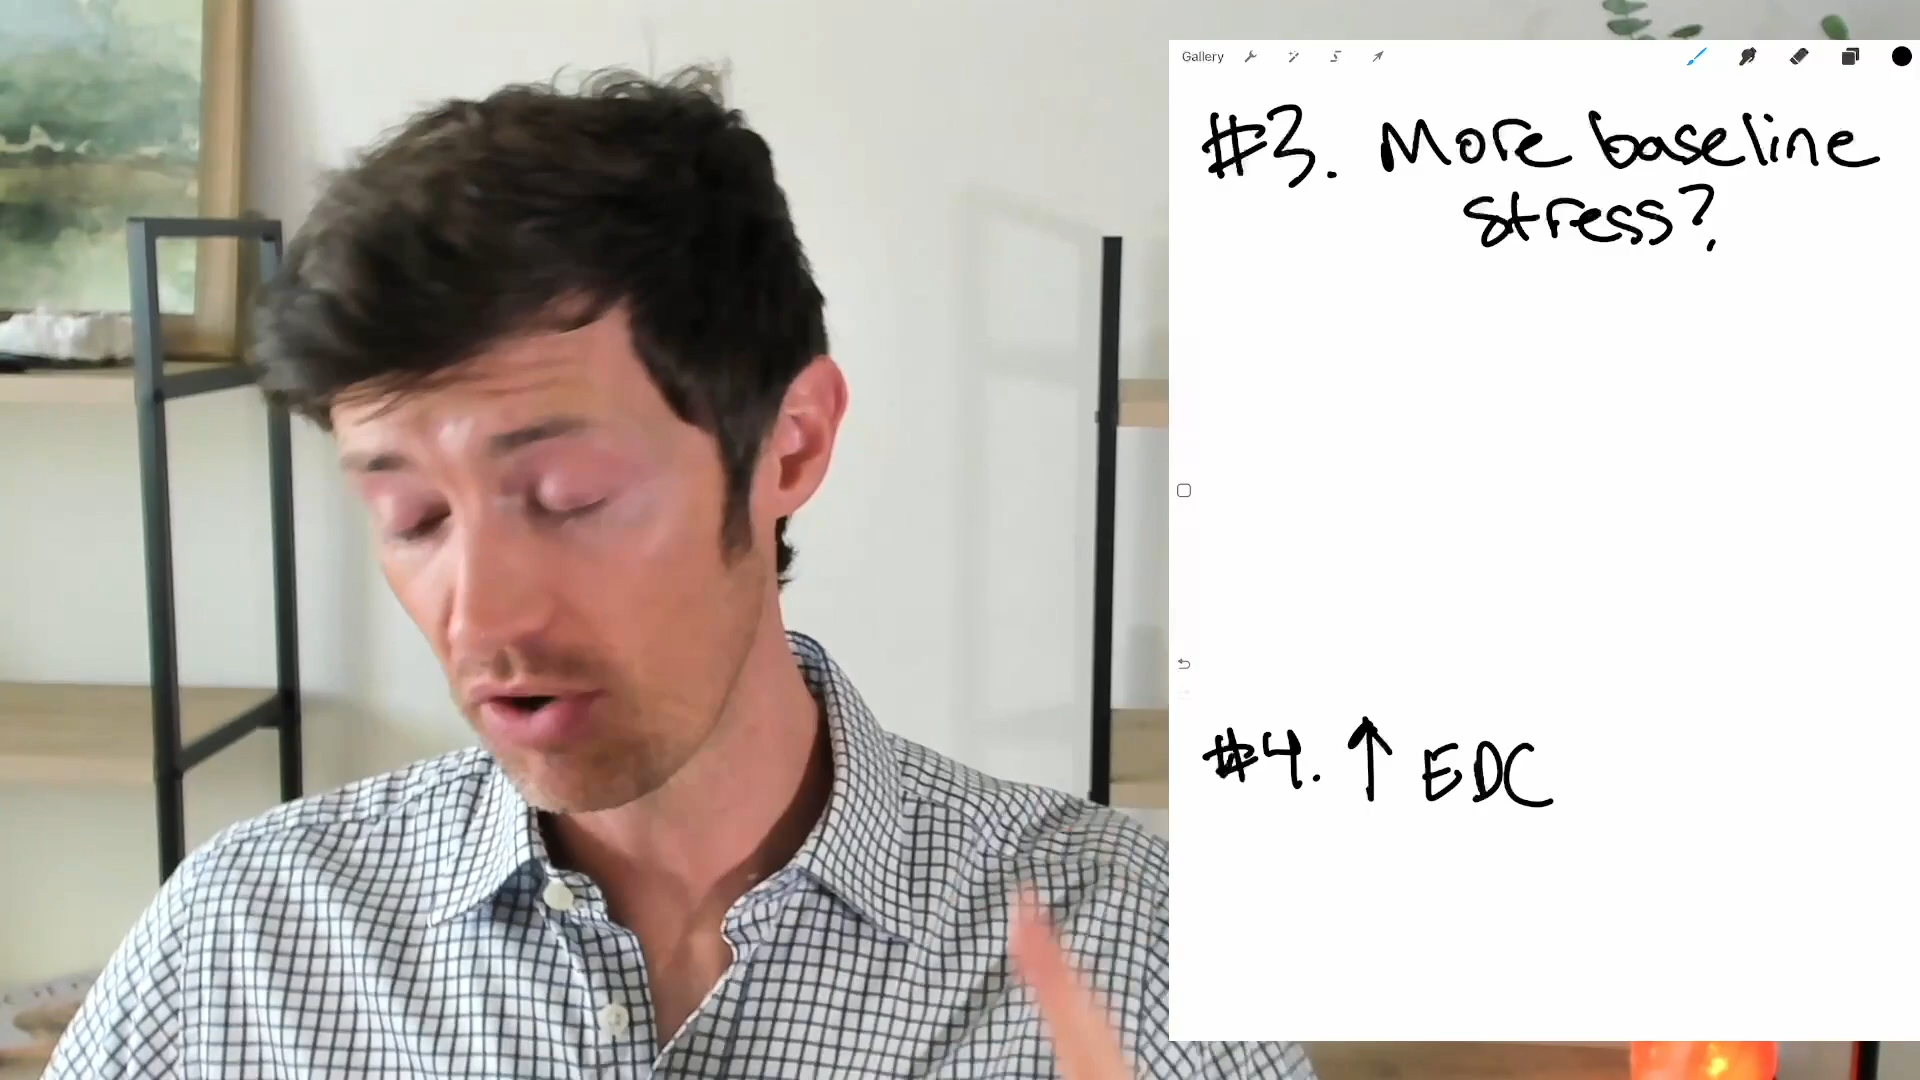 Gallery
#3. More baseline
stress?
#4. ↑ EDC